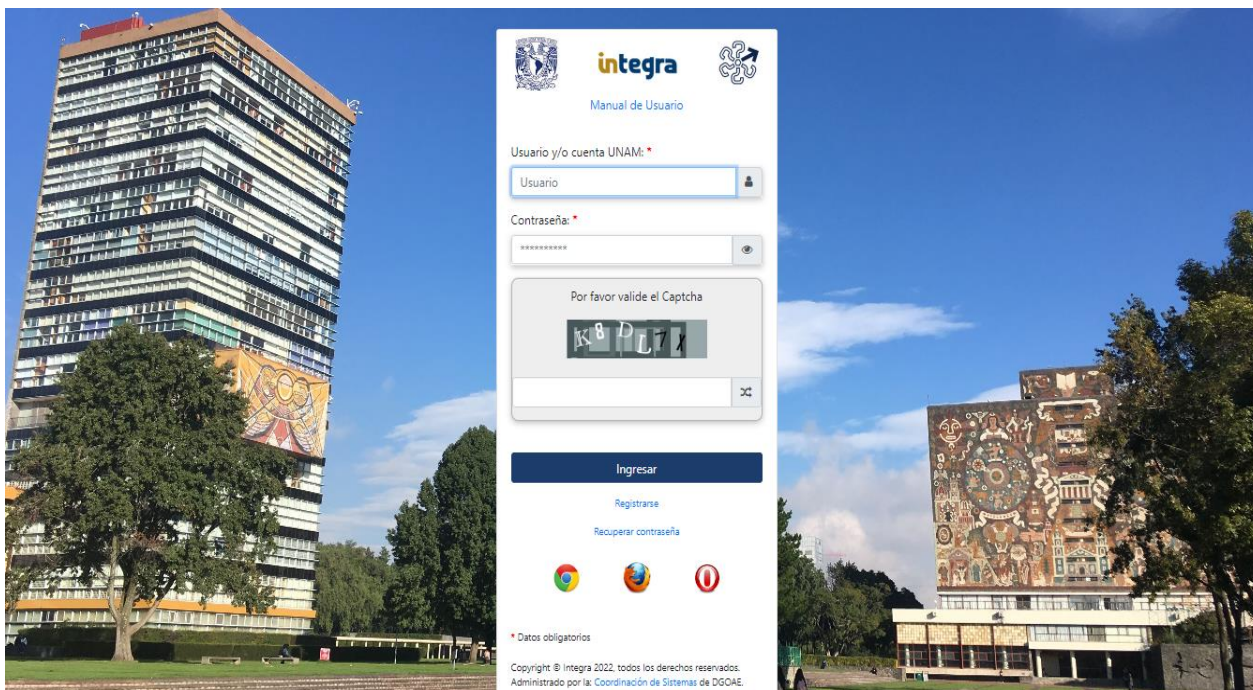 integra
Manual de Usuario
Usuario y/o cuenta UNAM: *
Usuario
Contraseña: *
**********
Por favor valide el Captcha
K8DL7X
Ingresar
Registrarse
Recuperar contraseña
* Datos obligatorios
Copyright © Integra 2022, todos los derechos reservados.
Administrado por la: Coordinación de Sistemas de DGOAE.